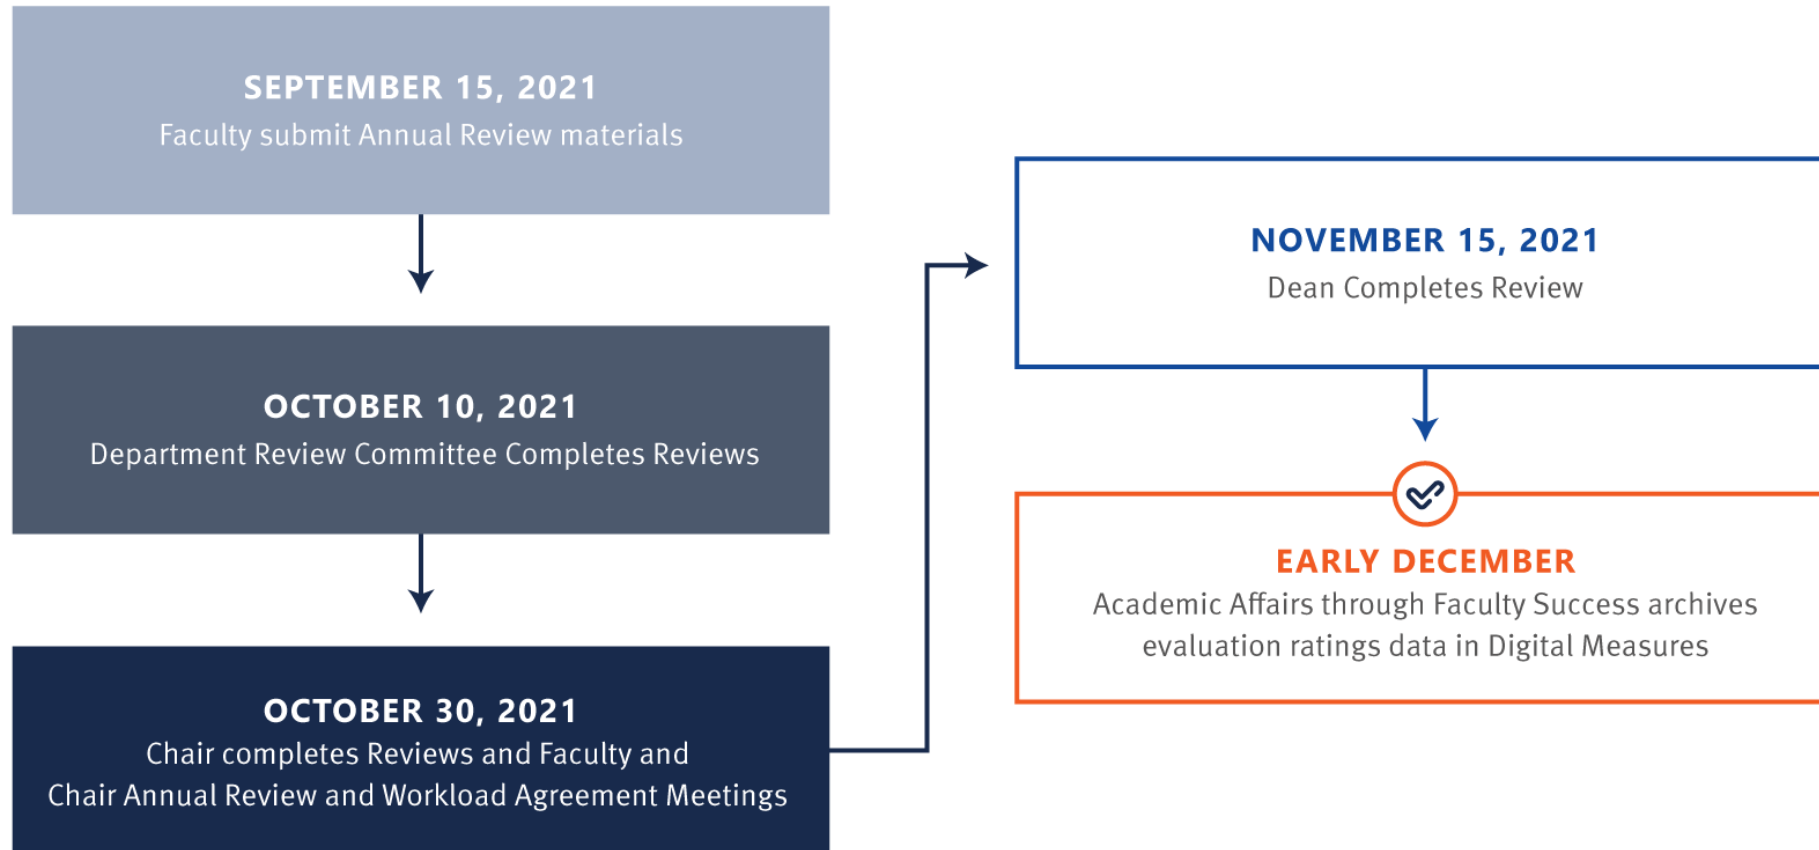 SEPTEMBER 15, 2021
Faculty submit Annual Review materials
OCTOBER 10, 2021
Department Review Committee Completes Reviews
OCTOBER 30, 2021
Chair completes Reviews and Faculty and
Chair Annual Review and Workload Agreement Meetings
NOVEMBER 15, 2021
Dean Completes Review
EARLY DECEMBER
Academic Affairs through Faculty Success archives
evaluation ratings data in Digital Measures